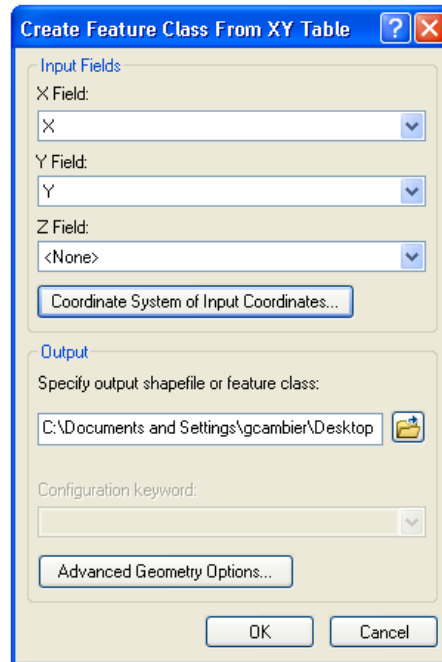 Create Feature Class From XY Table
Input Fields
X Field:
X
Y Field:
Y
Z Field:
<None>
Coordinate System of Input Coordinates...
Output
Specify output shapefile or feature class:
C:\Documents and Settings\gcambier\Desktop
Configuration keyword:
Advanced Geometry Options...
OK Cancel